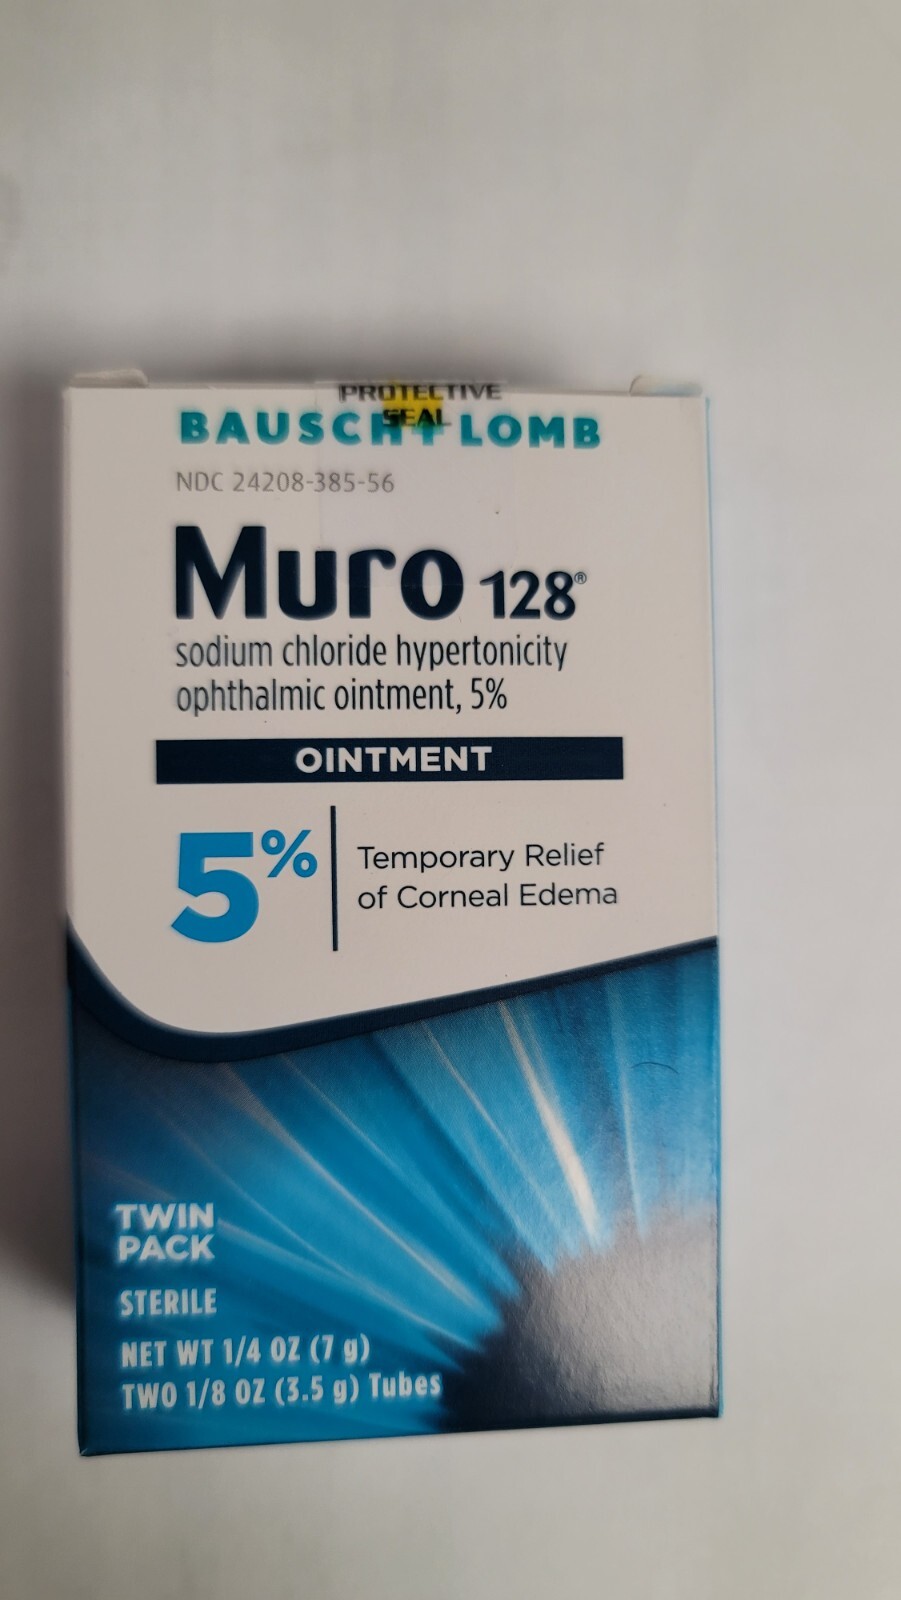 PROTECTIVE
SEAL
BAUSCH + LOMB
NDC 24208-385-56
Muro 128®
sodium chloride hypertonicity
ophthalmic ointment, 5%
OINTMENT
5%
Temporary Relief
of Corneal Edema
TWIN
PACK
STERILE
NET WT 1/4 OZ (7 g)
TWO 1/8 OZ (3.5 g) Tubes